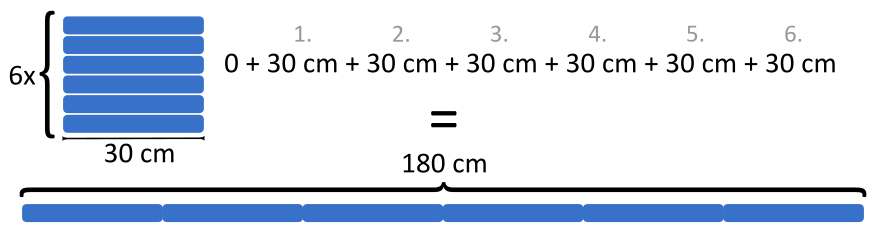 1. 2. 3. 4. 5. 6.
6x
0 + 30 cm + 30 cm + 30 cm + 30 cm + 30 cm + 30 cm
=
30 cm
180 cm